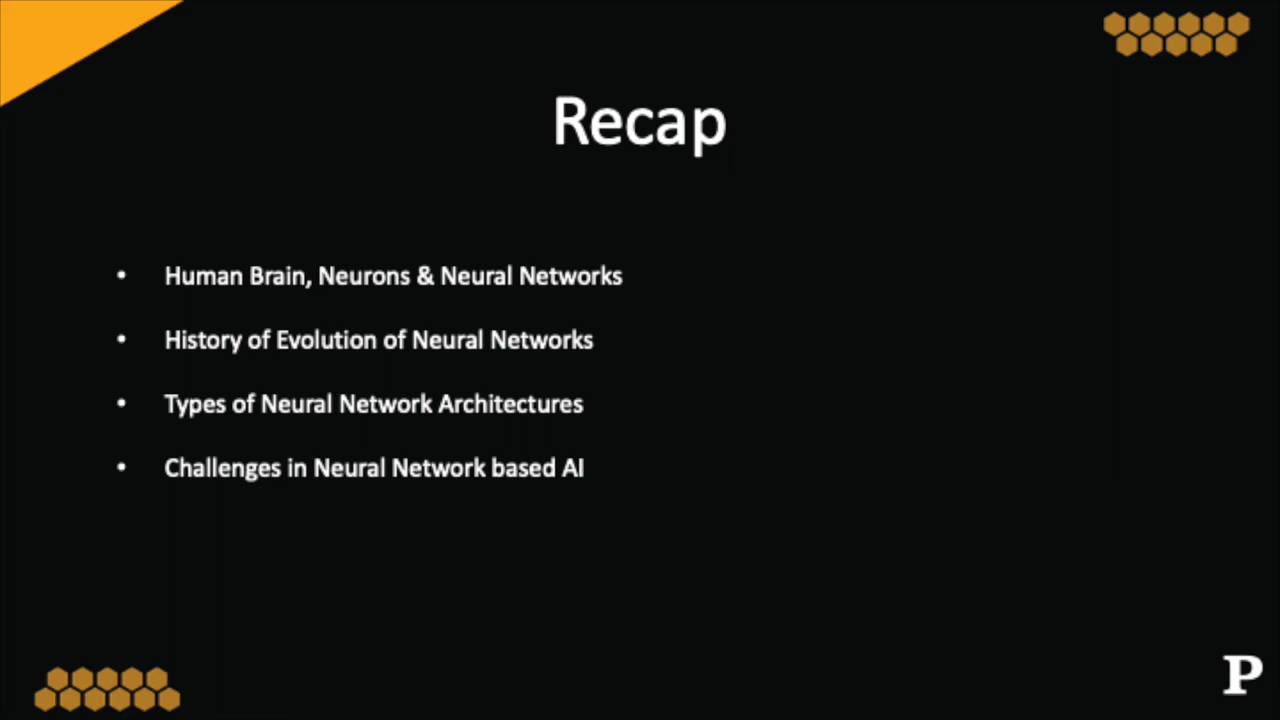 Recap
• Human Brain, Neurons & Neural Networks
• History of Evolution of Neural Networks
• Types of Neural Network Architectures
• Challenges in Neural Network based AI
P